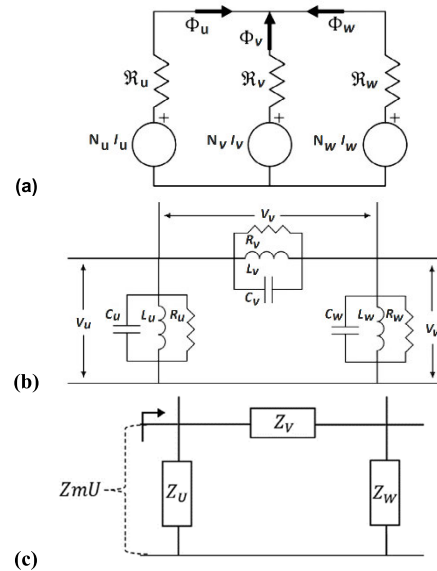 Φu Φv Φw
ℜu ℜv ℜw
+ + +
Nu Iu Nv Iv Nw Iw
(a)
Vv
Rv
Lv
Cv
Vu Cu Lu Ru Cw Lw Rw
(b)
ZV
ZmU ZU ZW
(c)